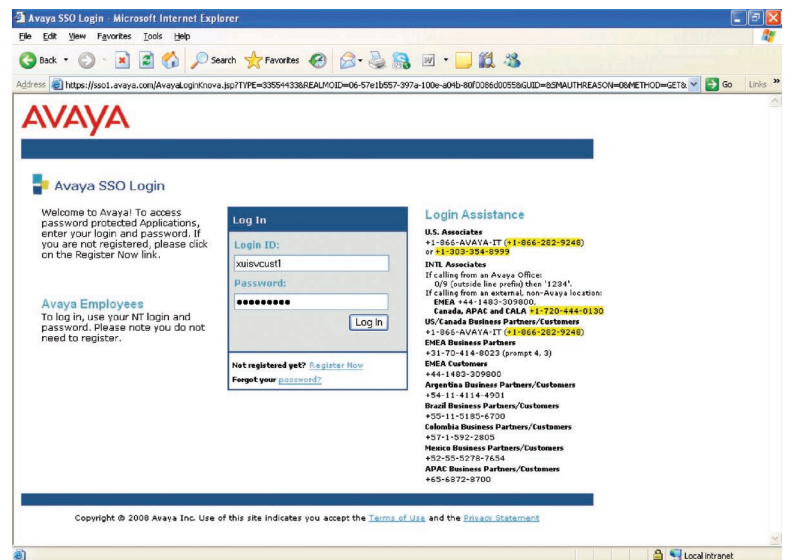 Avaya SSO Login - Microsoft Internet Explorer
File Edit View Favorites Tools Help
Back Search Favorites
Address https://sso1.avaya.com/AvayaLoginKnova.jsp?TYPE=33554433&REALMOID=06-57e1b557-397a-100e-a04b-80f0086d0055&GUID=&SMAUTHREASON=0&METHOD=GET& Go Links »
AVAYA
Avaya SSO Login
Welcome to Avaya! To access
password protected Applications,
enter your login and password. If
you are not registered, please click
on the Register Now link.
Avaya Employees
To log in, use your NT login and
password. Please note you do not
need to register.
Log In
Login ID:
xuisvcust1
Password:
●●●●●●●●●
Log In
Not registered yet? Register Now
Forgot your password?
Login Assistance
U.S. Associates
+1-866-AVAYA-IT (+1-866-282-9248)
or +1-303-354-8999
INTL Associates
If calling from an Avaya Office:
0/9 (outside line prefix) then '1234'.
If calling from an external, non-Avaya location:
EMEA +44-1483-309800,
Canada, APAC and CALA +1-720-444-0130
US/Canada Business Partners/Customers
+1-866-AVAYA-IT (+1-866-282-9248)
EMEA Business Partners
+31-70-414-8023 (prompt 4, 3)
EMEA Customers
+44-1483-309800
Argentina Business Partners/Customers
+54-11-4114-4901
Brazil Business Partners/Customers
+55-11-5185-6700
Colombia Business Partners/Customers
+57-1-592-2805
Mexico Business Partners/Customers
+52-55-5278-7654
APAC Business Partners/Customers
+65-6872-8700
Copyright © 2008 Avaya Inc. Use of this site indicates you accept the Terms of Use and the Privacy Statement
Local intranet